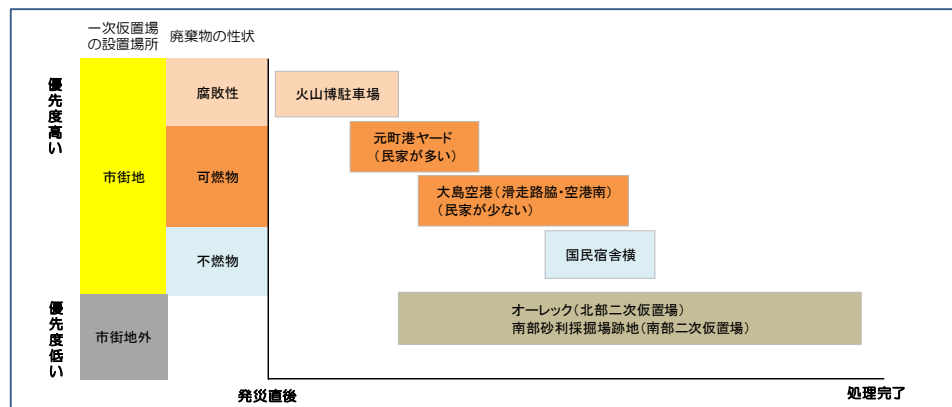 一次仮置場
の設置場所
廃棄物の性状
優先度高い
市街地
腐敗性
可燃物
不燃物
火山博駐車場
元町港ヤード
（民家が多い）
大島空港（滑走路脇・空港南）
（民家が少ない）
国民宿舎横
優先度低い
市街地外
オーレック（北部二次仮置場）
南部砂利採掘場跡地（南部二次仮置場）
発災直後
処理完了